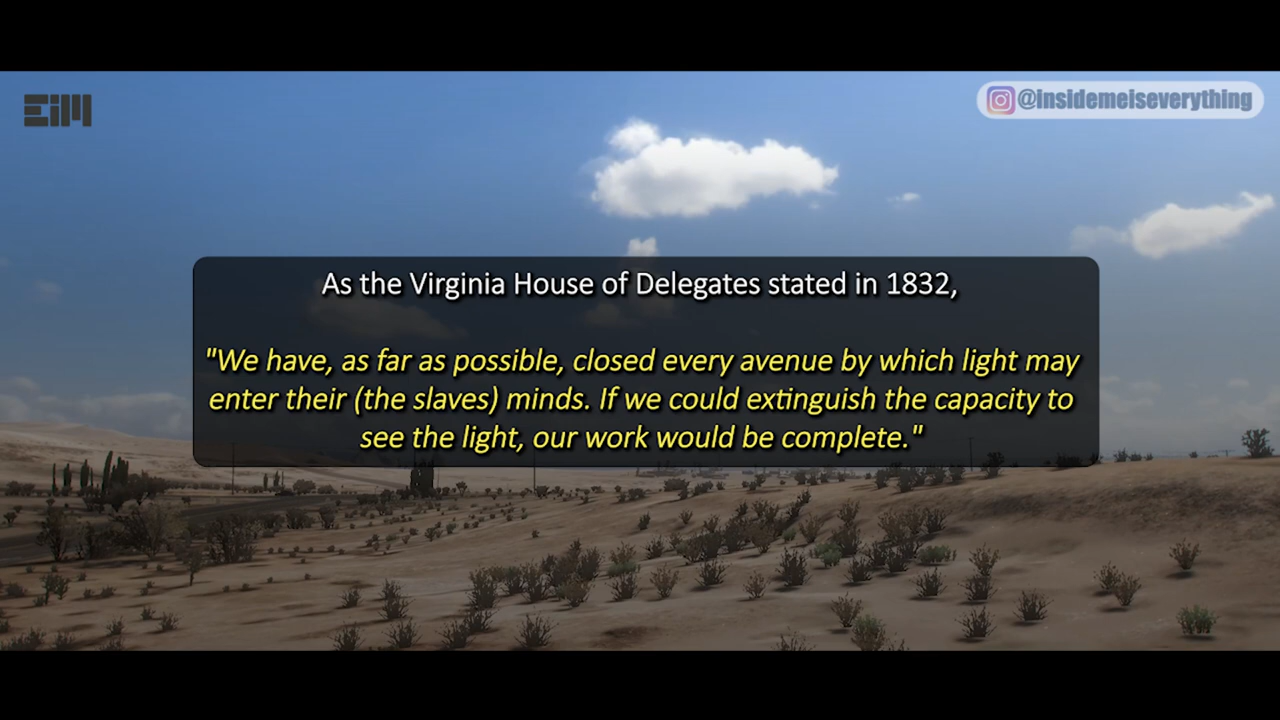 EiM
@insidemeiseverything
As the Virginia House of Delegates stated in 1832,
"We have, as far as possible, closed every avenue by which light may
enter their (the slaves) minds. If we could extinguish the capacity to
see the light, our work would be complete."